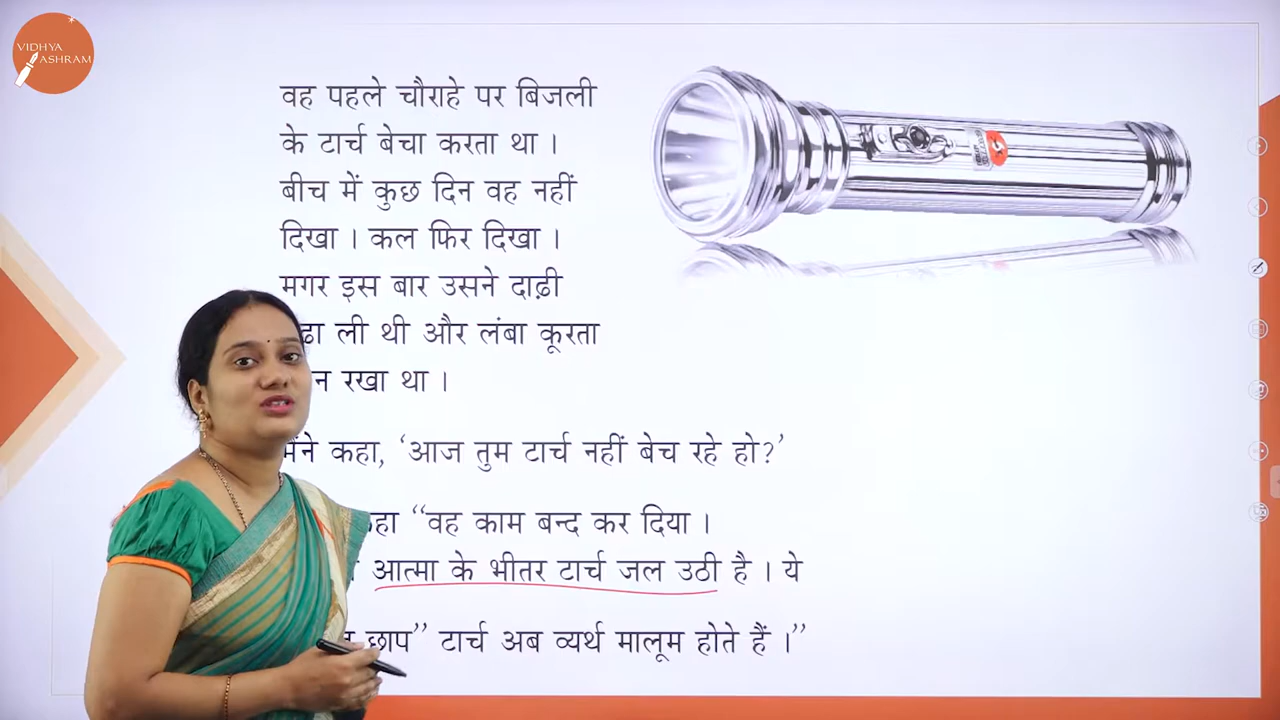 VIDHYA
ASHRAM
वह पहले चौराहे पर बिजली
के टार्च बेचा करता था ।
बीच में कुछ दिन वह नहीं
दिखा । कल फिर दिखा ।
मगर इस बार उसने दाढ़ी
ली थी और लंबा कूरता
रखा था ।
मैंने कहा, ‘आज तुम टार्च नहीं बेच रहे हो?’
“वह काम बन्द कर दिया ।
आत्मा के भीतर टार्च जल उठी है । ये
छाप” टार्च अब व्यर्थ मालूम होते हैं ।”